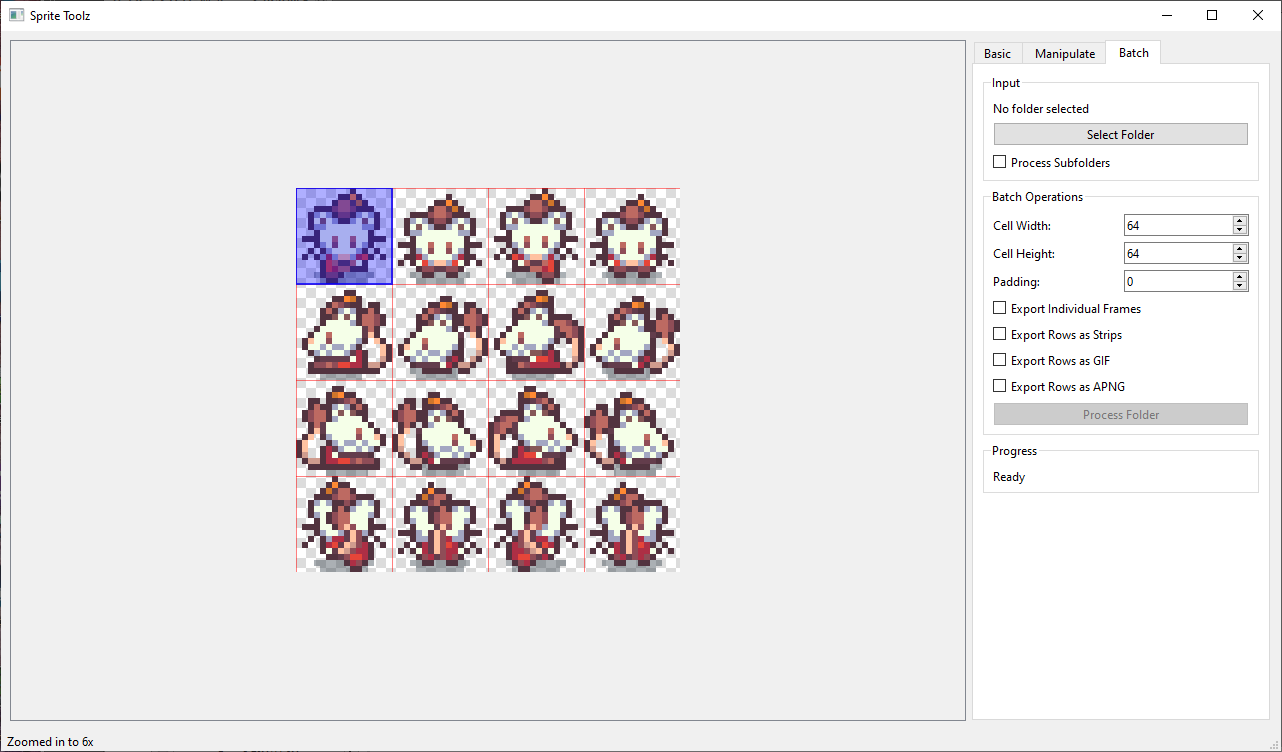 Sprite Toolz
Basic
Manipulate
Batch
Input
No folder selected
Select Folder
Process Subfolders
Batch Operations
Cell Width:
64
Cell Height:
64
Padding:
0
Export Individual Frames
Export Rows as Strips
Export Rows as GIF
Export Rows as APNG
Process Folder
Progress
Ready
Zoomed in to 6x